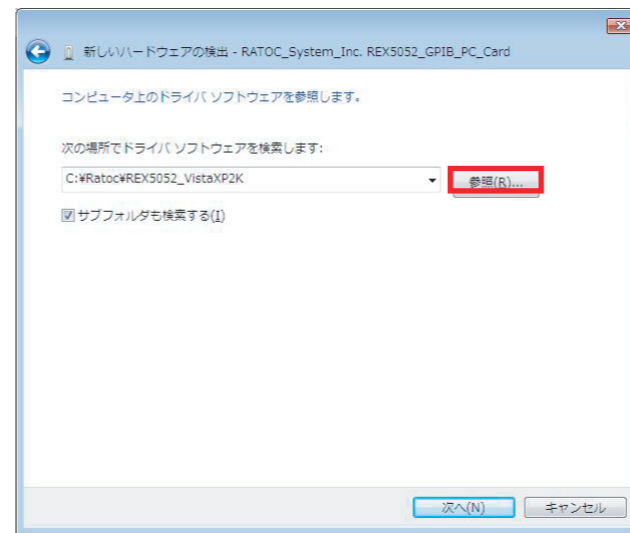 新しいハードウェアの検出 - RATOC_System_Inc. REX5052_GPIB_PC_Card
コンピュータ上のドライバ ソフトウェアを参照します。
次の場所でドライバ ソフトウェアを検索します:
C:¥Ratoc¥REX5052_VistaXP2K
参照(R)...
サブフォルダも検索する(I)
次へ(N)
キャンセル